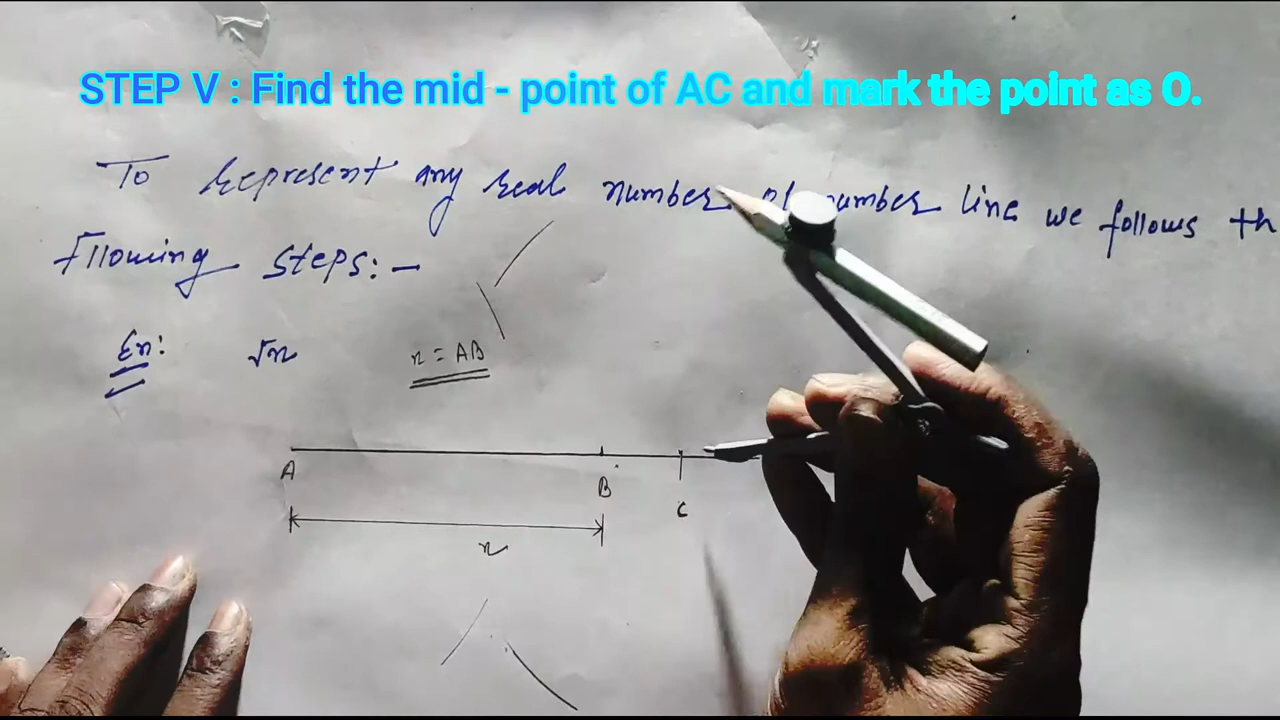 STEP V : Find the mid - point of AC and mark the point as O.
To represent any real number of number line we follows th
Fllowing steps:-
Ex: √x x = AB
A B C
x